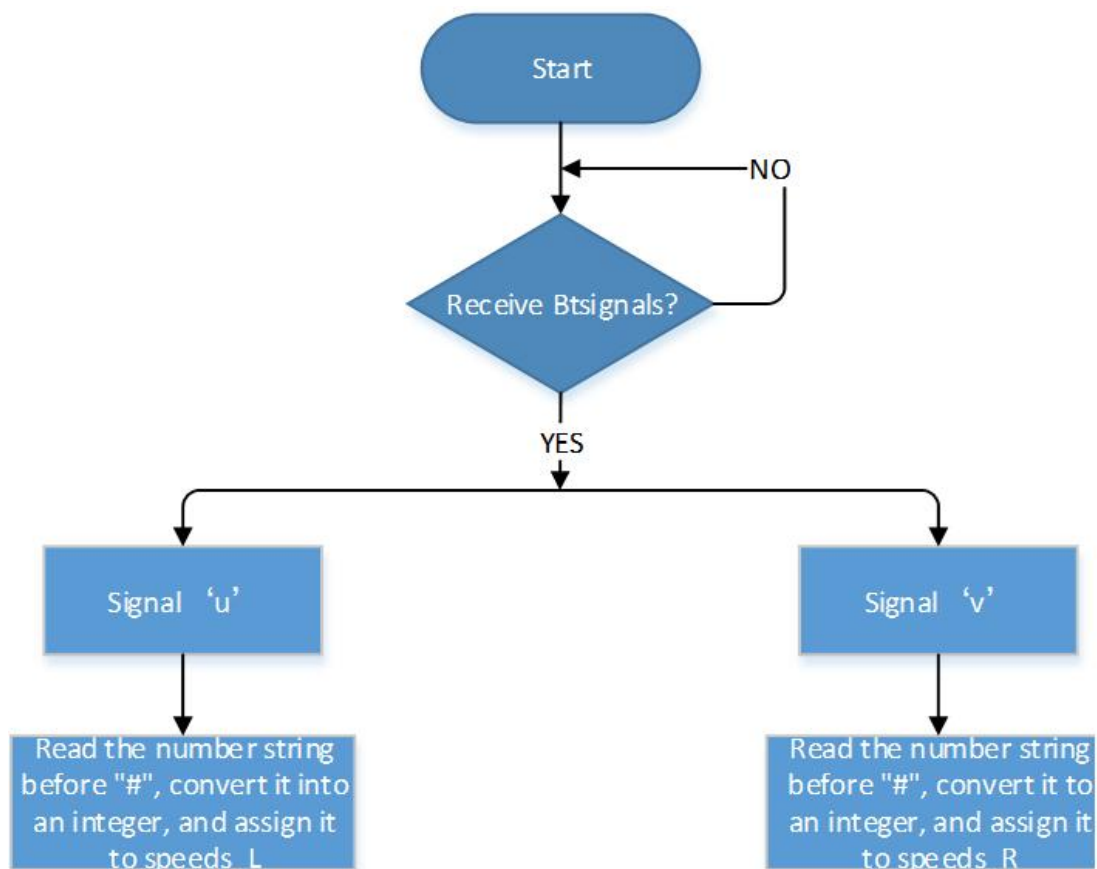 Start
NO
Receive Btsignals?
YES
Signal ‘u’
Signal ‘v’
Read the number string
before "#", convert it into
an integer, and assign it
to speeds_L
Read the number string
before "#", convert it to
an integer, and assign it
to speeds_R